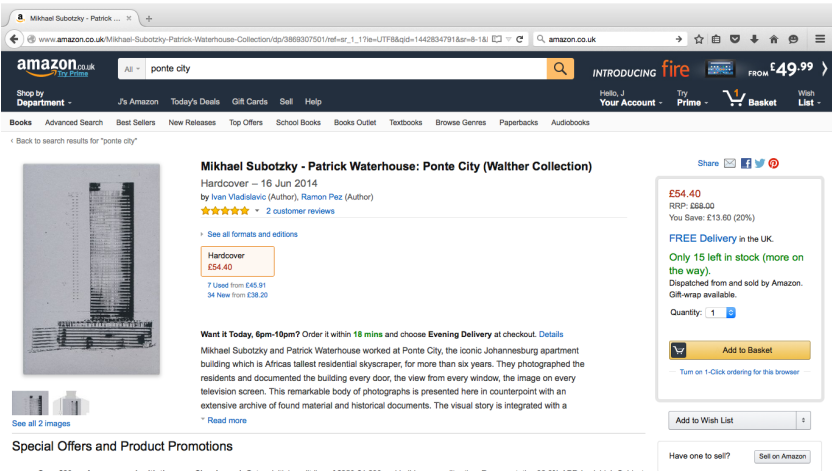 Mikhael Subotzky - Patrick ...
www.amazon.co.uk/Mikhael-Subotzky-Patrick-Waterhouse-Collection/dp/3869307501/ref=sr_1_1?ie=UTF8&qid=1442834791&sr=8-1&
amazon.co.uk
amazon.co.uk
Try Prime
All
ponte city
INTRODUCING fire FROM £49.99
Shop by
Department
J's Amazon Today's Deals Gift Cards Sell Help
Hello, J
Your Account
Try
Prime
1
Basket
Wish
List
Books Advanced Search Best Sellers New Releases Top Offers School Books Books Outlet Textbooks Browse Genres Paperbacks Audiobooks
‹ Back to search results for "ponte city"
Mikhael Subotzky - Patrick Waterhouse: Ponte City (Walther Collection)
Hardcover – 16 Jun 2014
by Ivan Vladislavic (Author), Ramon Pez (Author)
2 customer reviews
› See all formats and editions
Hardcover
£54.40
7 Used from £45.91
34 New from £38.20
Want it Today, 6pm-10pm? Order it within 18 mins and choose Evening Delivery at checkout. Details
Mikhael Subotzky and Patrick Waterhouse worked at Ponte City, the iconic Johannesburg apartment
building which is Africas tallest residential skyscraper, for more than six years. They photographed the
residents and documented the building every door, the view from every window, the image on every
television screen. This remarkable body of photographs is presented here in counterpoint with an
extensive archive of found material and historical documents. The visual story is integrated with a
Read more
See all 2 images
Share
£54.40
RRP: £68.00
You Save: £13.60 (20%)
FREE Delivery in the UK.
Only 15 left in stock (more on
the way).
Dispatched from and sold by Amazon.
Gift-wrap available.
Quantity: 1
Add to Basket
Turn on 1-Click ordering for this browser
Add to Wish List
Have one to sell?
Sell on Amazon
Special Offers and Product Promotions